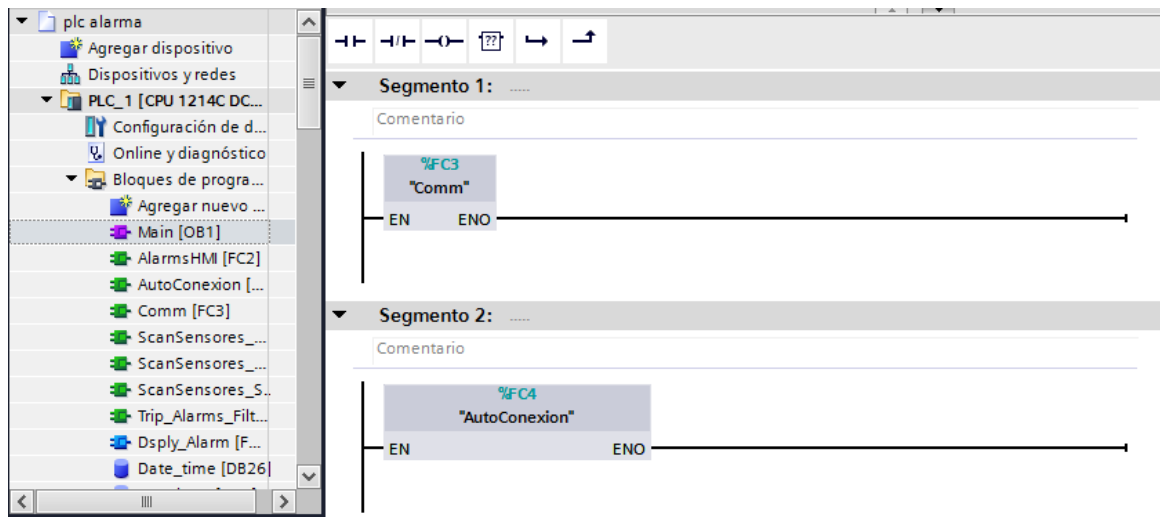 plc alarma
Agregar dispositivo
Dispositivos y redes
PLC_1 [CPU 1214C DC...
Configuración de d...
Online y diagnóstico
Bloques de progra...
Agregar nuevo ...
Main [OB1]
AlarmsHMI [FC2]
AutoConexion [...
Comm [FC3]
ScanSensores_...
ScanSensores_...
ScanSensores_S..
Trip_Alarms_Filt...
Dsply_Alarm [F...
Date_time [DB26]
??
Segmento 1: .....
Comentario
%FC3
"Comm"
EN ENO
Segmento 2: .....
Comentario
%FC4
"AutoConexion"
EN ENO